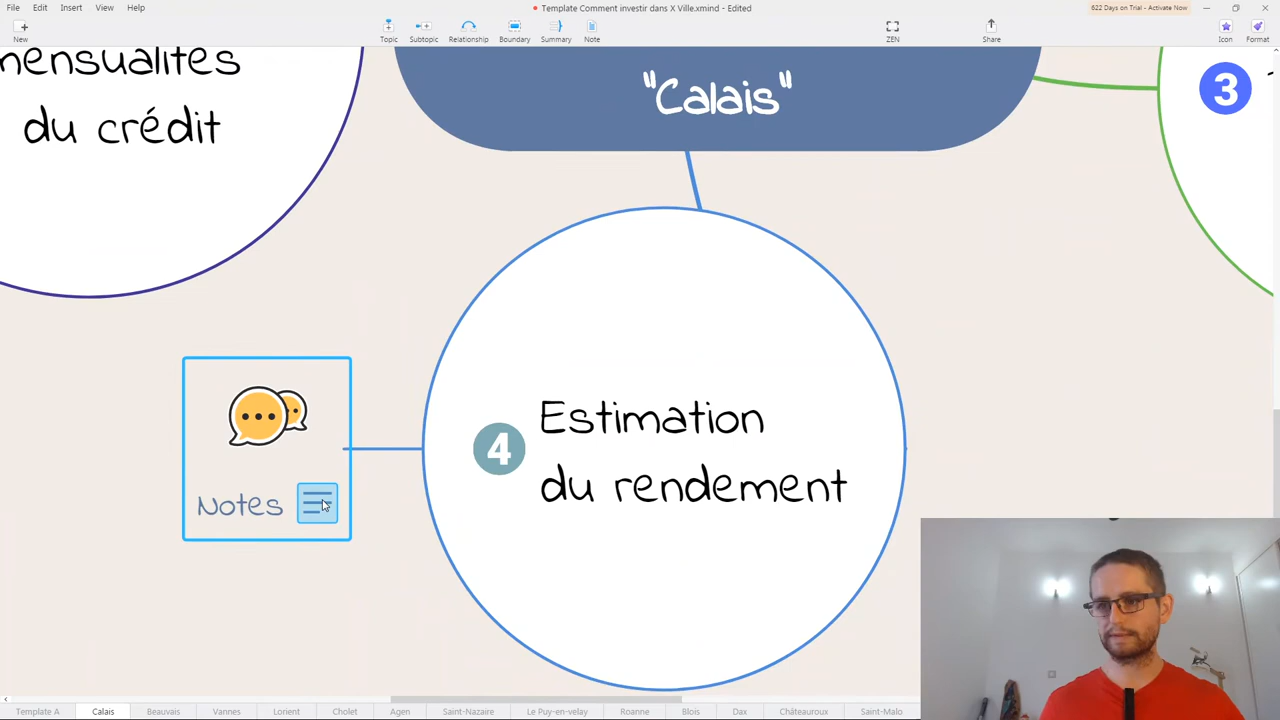 File Edit Insert View Help
Template Comment investir dans X Ville.xmind - Edited
622 Days on Trial - Activate Now
New
Topic Subtopic Relationship Boundary Summary Note
ZEN
Share
Icon Format
mensualités
du crédit
"Calais"
3
4
Estimation
du rendement
Notes
Template A Calais Beauvais Vannes Lorient Cholet Agen Saint-Nazaire Le Puy-en-velay Roanne Blois Dax Châteauroux Saint-Malo